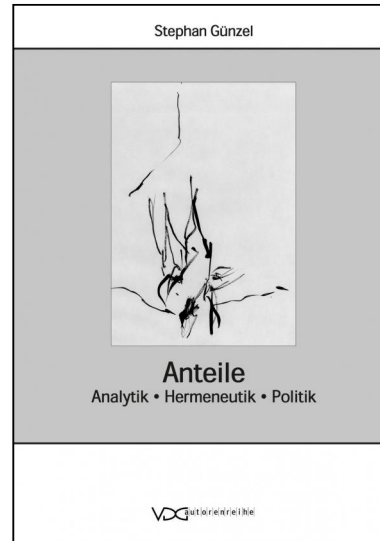 Stephan Günzel
Anteile
Analytik • Hermeneutik • Politik
VDG autorenreihe